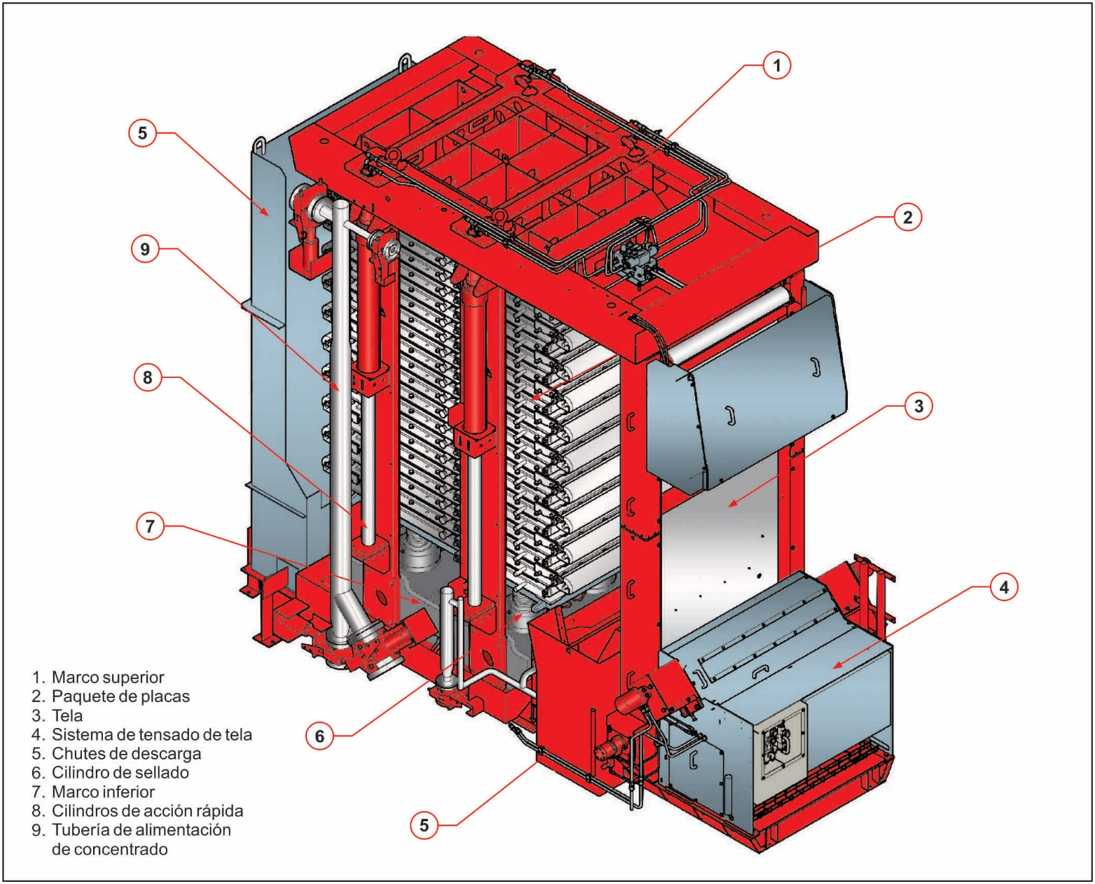 1
5
2
9
8
3
7
4
6
5
1. Marco superior
2. Paquete de placas
3. Tela
4. Sistema de tensado de tela
5. Chutes de descarga
6. Cilindro de sellado
7. Marco inferior
8. Cilindros de acción rápida
9. Tubería de alimentación
de concentrado